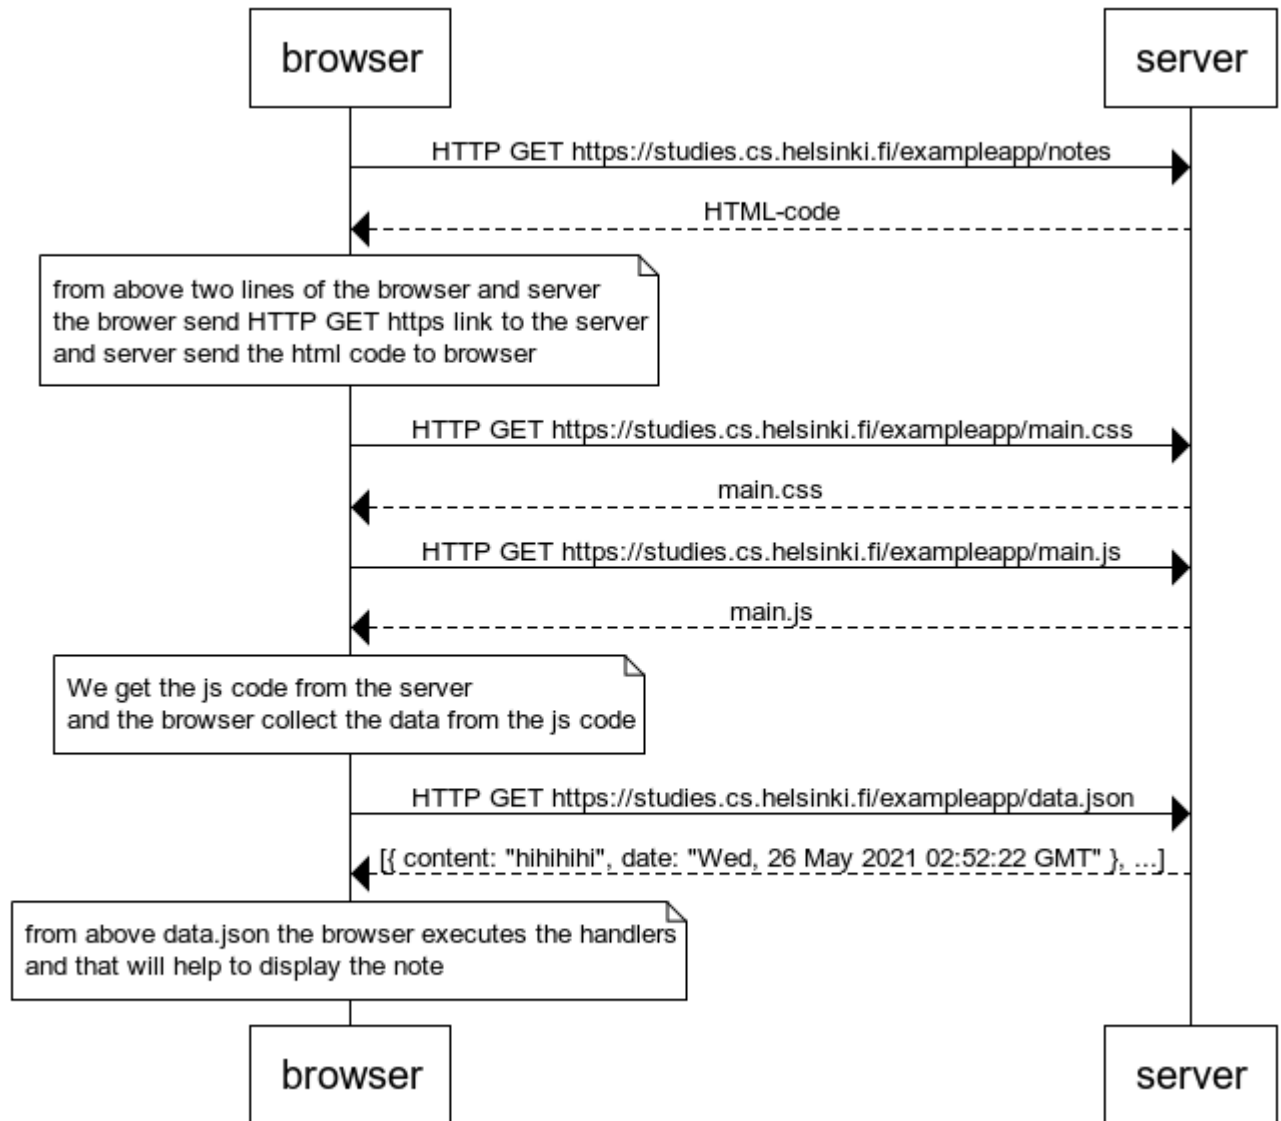 browser
server
HTTP GET https://studies.cs.helsinki.fi/exampleapp/notes
HTML-code
from above two lines of the browser and server
the brower send HTTP GET https link to the server
and server send the html code to browser
HTTP GET https://studies.cs.helsinki.fi/exampleapp/main.css
main.css
HTTP GET https://studies.cs.helsinki.fi/exampleapp/main.js
main.js
We get the js code from the server
and the browser collect the data from the js code
HTTP GET https://studies.cs.helsinki.fi/exampleapp/data.json
[{ content: "hihihihi", date: "Wed, 26 May 2021 02:52:22 GMT" }, ...]
from above data.json the browser executes the handlers
and that will help to display the note
browser
server